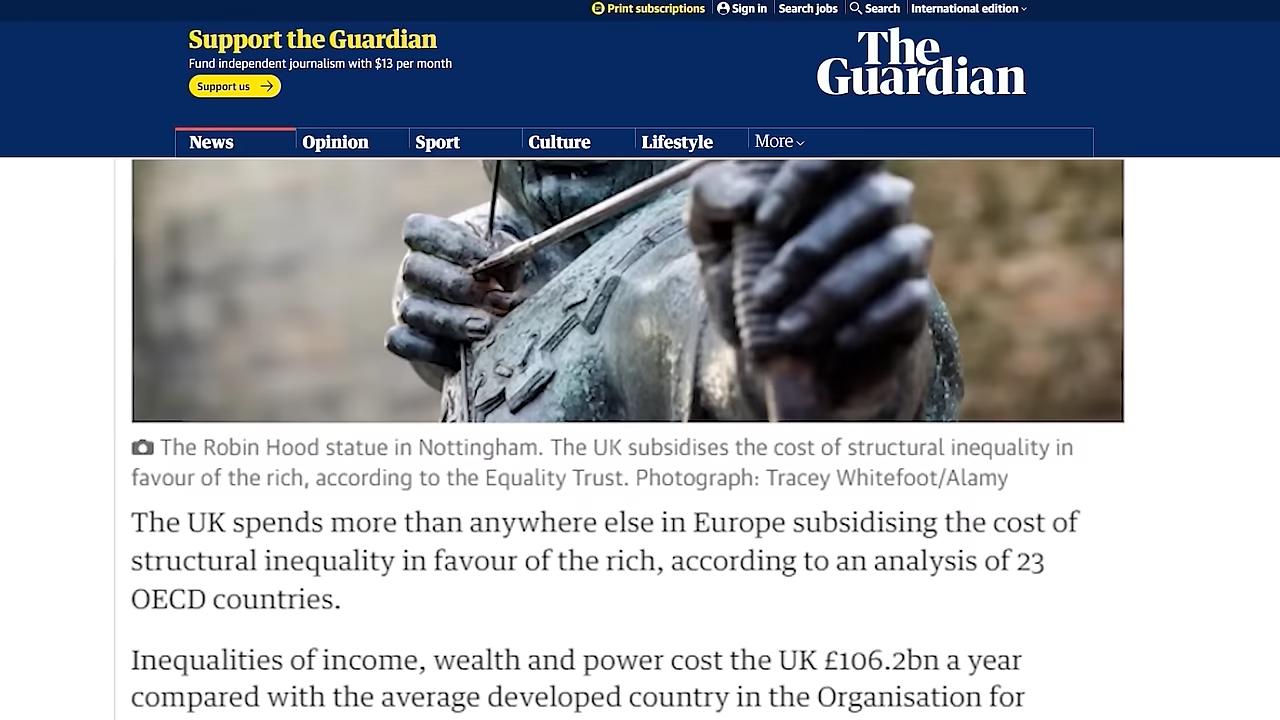 Print subscriptions Sign in Search jobs Search International edition
Support the Guardian
Fund independent journalism with $13 per month
Support us
The
Guardian
News Opinion Sport Culture Lifestyle More
The Robin Hood statue in Nottingham. The UK subsidises the cost of structural inequality in
favour of the rich, according to the Equality Trust. Photograph: Tracey Whitefoot/Alamy
The UK spends more than anywhere else in Europe subsidising the cost of
structural inequality in favour of the rich, according to an analysis of 23
OECD countries.
Inequalities of income, wealth and power cost the UK £106.2bn a year
compared with the average developed country in the Organisation for